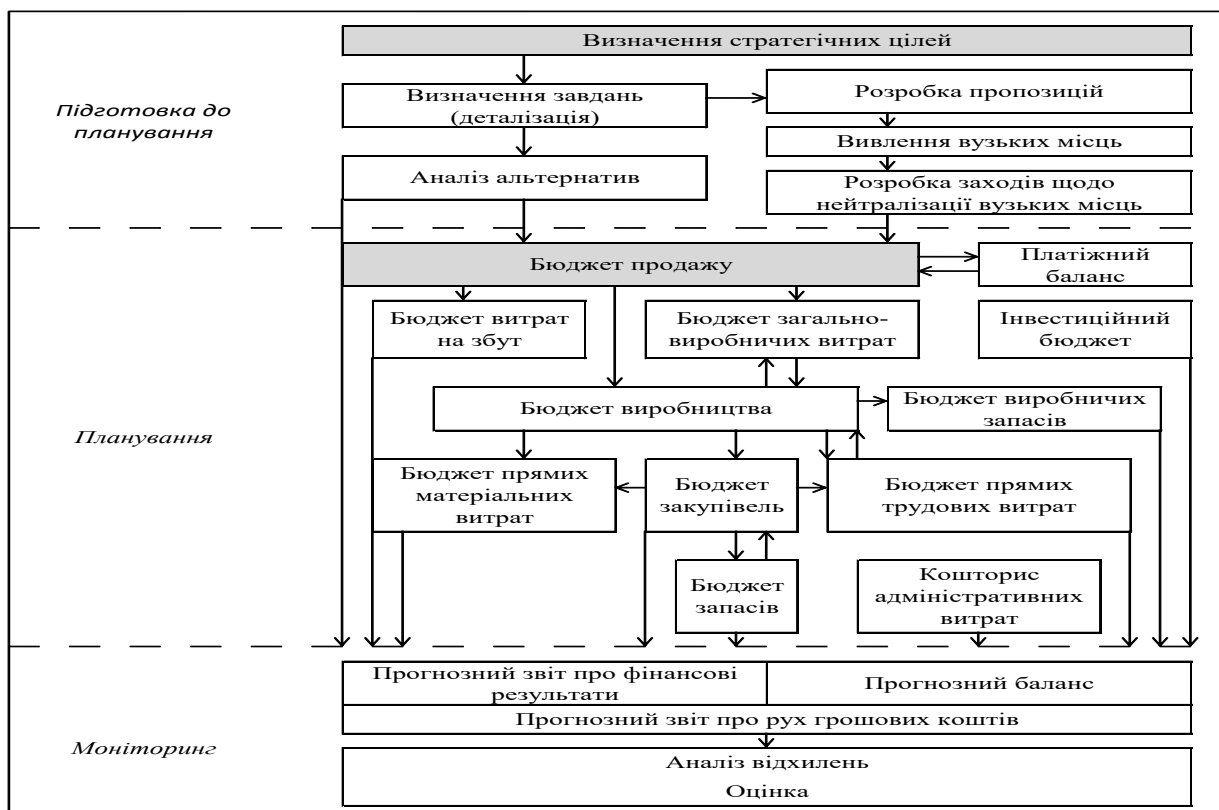 Визначення стратегічних цілей
Підготовка до
планування
Визначення завдань
(деталізація)
Розробка пропозицій
Вивлення вузьких місць
Аналіз альтернатив
Розробка заходів щодо
нейтралізації вузьких місць
Бюджет продажу
Платіжний
баланс
Планування
Бюджет витрат
на збут
Бюджет загально-
виробничих витрат
Інвестиційний
бюджет
Бюджет виробництва
Бюджет виробничих
запасів
Бюджет прямих
матеріальних
витрат
Бюджет
закупівель
Бюджет прямих
трудових витрат
Бюджет
запасів
Кошторис
адміністративних
витрат
Моніторинг
Прогнозний звіт про фінансові
результати
Прогнозний баланс
Прогнозний звіт про рух грошових коштів
Аналіз відхилень
Оцінка